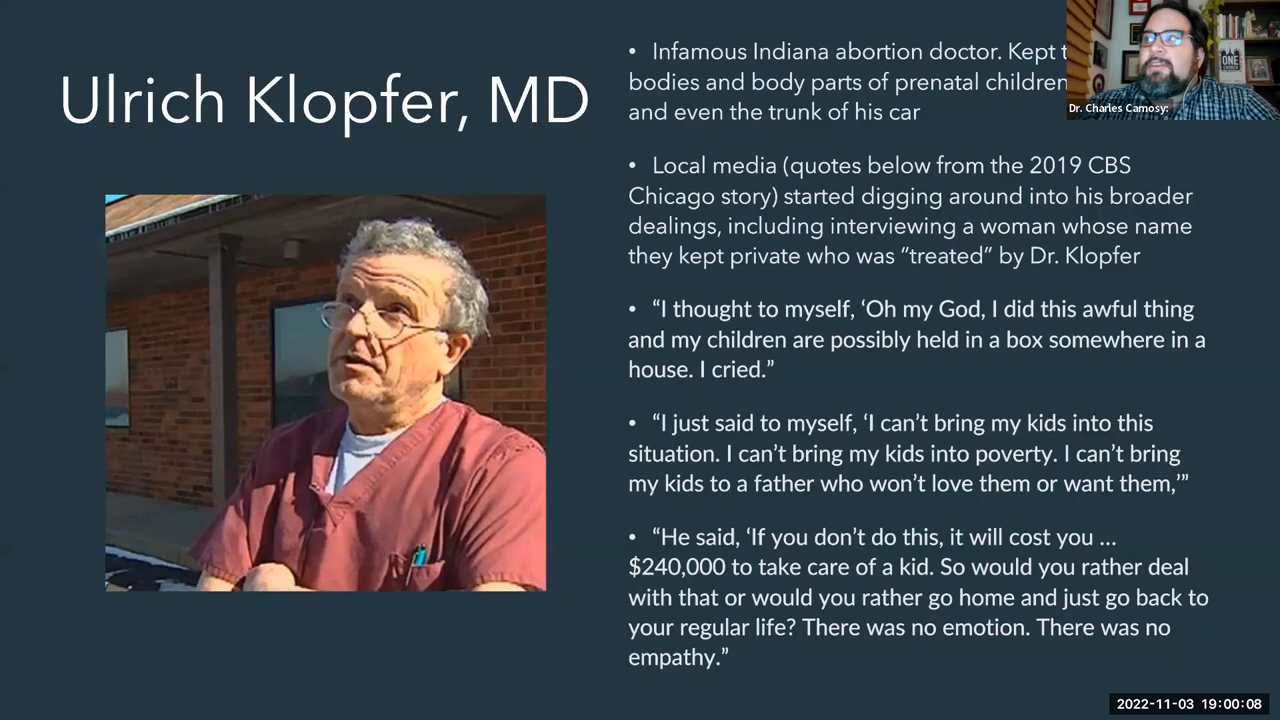 Ulrich Klopfer, MD
• Infamous Indiana abortion doctor. Kept
bodies and body parts of prenatal children
and even the trunk of his car
• Local media (quotes below from the 2019 CBS
Chicago story) started digging around into his broader
dealings, including interviewing a woman whose name
they kept private who was “treated” by Dr. Klopfer
• “I thought to myself, ‘Oh my God, I did this awful thing
and my children are possibly held in a box somewhere in a
house. I cried.”
• “I just said to myself, ‘I can’t bring my kids into this
situation. I can’t bring my kids into poverty. I can’t bring
my kids to a father who won’t love them or want them,’”
• “He said, ‘If you don’t do this, it will cost you …
$240,000 to take care of a kid. So would you rather deal
with that or would you rather go home and just go back to
your regular life? There was no emotion. There was no
empathy.”
ONE
Dr. Charles Camosy:
2022-11-03 19:00:08